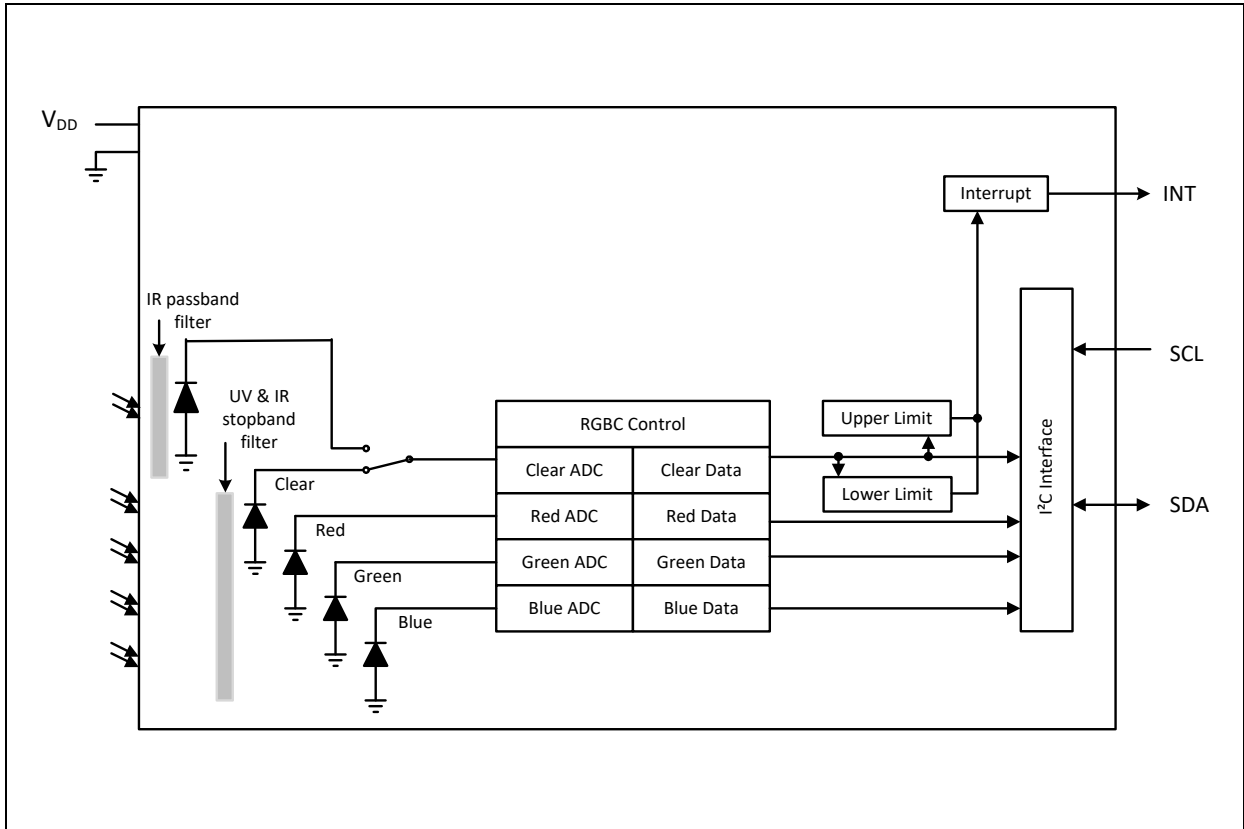 V_DD
INT
Interrupt
IR passband
filter
SCL
UV & IR
stopband
filter
RGBC Control
Upper Limit
Clear
Clear ADC
Clear Data
Lower Limit
I²C Interface
Red
Red ADC
Red Data
SDA
Green
Green ADC
Green Data
Blue
Blue ADC
Blue Data